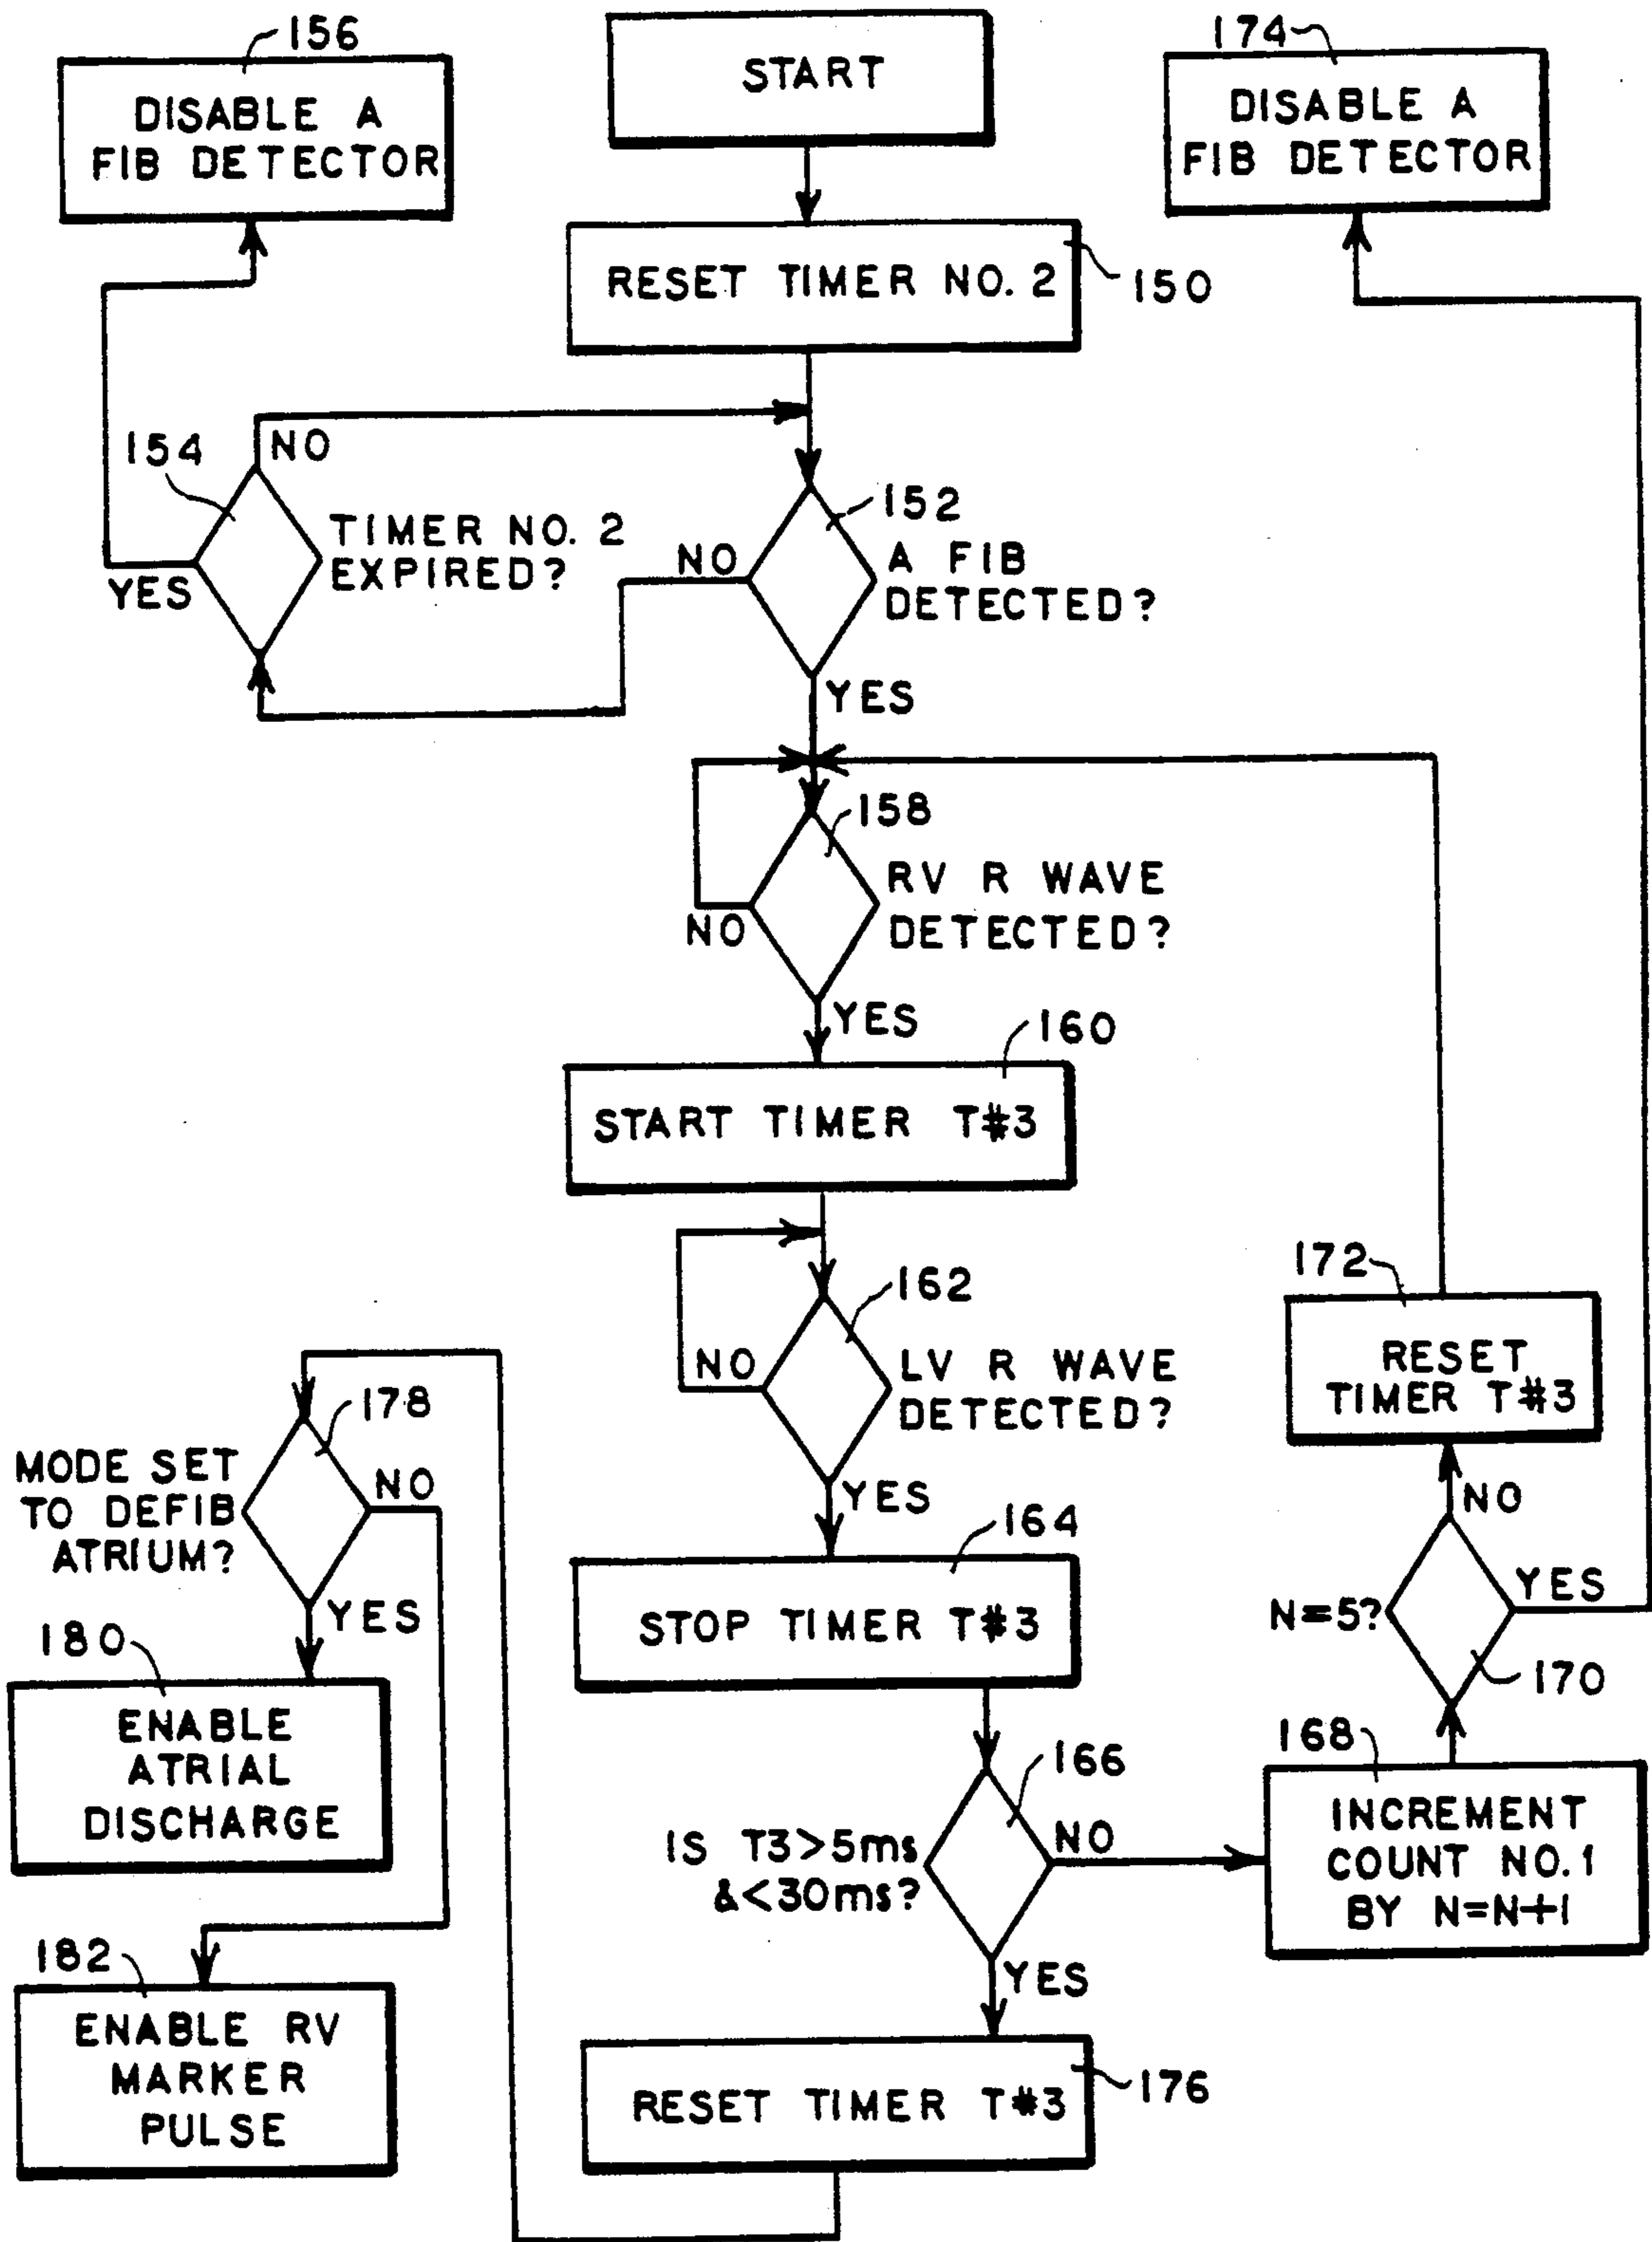 156
DISABLE A
FIB DETECTOR
START
174
DISABLE A
FIB DETECTOR
RESET TIMER NO. 2
150
154
NO
TIMER NO. 2
EXPIRED?
YES
152
NO
A FIB
DETECTED?
YES
158
RV R WAVE
DETECTED?
NO
YES
160
START TIMER T#3
162
NO
LV R WAVE
DETECTED?
YES
172
RESET
TIMER T#3
178
MODE SET
TO DEFIB
ATRIUM?
NO
YES
164
STOP TIMER T#3
NO
N=5?
YES
170
180
ENABLE
ATRIAL
DISCHARGE
166
IS T3>5ms
&<30ms?
NO
YES
168
INCREMENT
COUNT NO.1
BY N=N+1
182
ENABLE RV
MARKER
PULSE
RESET TIMER T#3
176